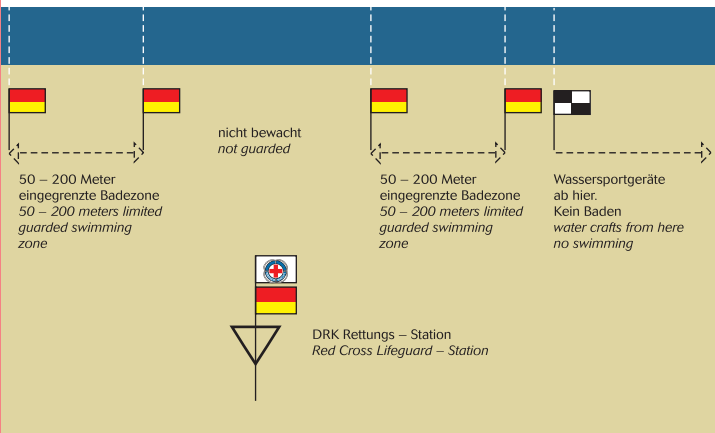 nicht bewacht
not guarded
50 – 200 Meter
eingegrenzte Badezone
50 – 200 meters limited
guarded swimming
zone
50 – 200 Meter
eingegrenzte Badezone
50 – 200 meters limited
guarded swimming
zone
Wassersportgeräte
ab hier.
Kein Baden
water crafts from here
no swimming
DRK Rettungs – Station
Red Cross Lifeguard – Station